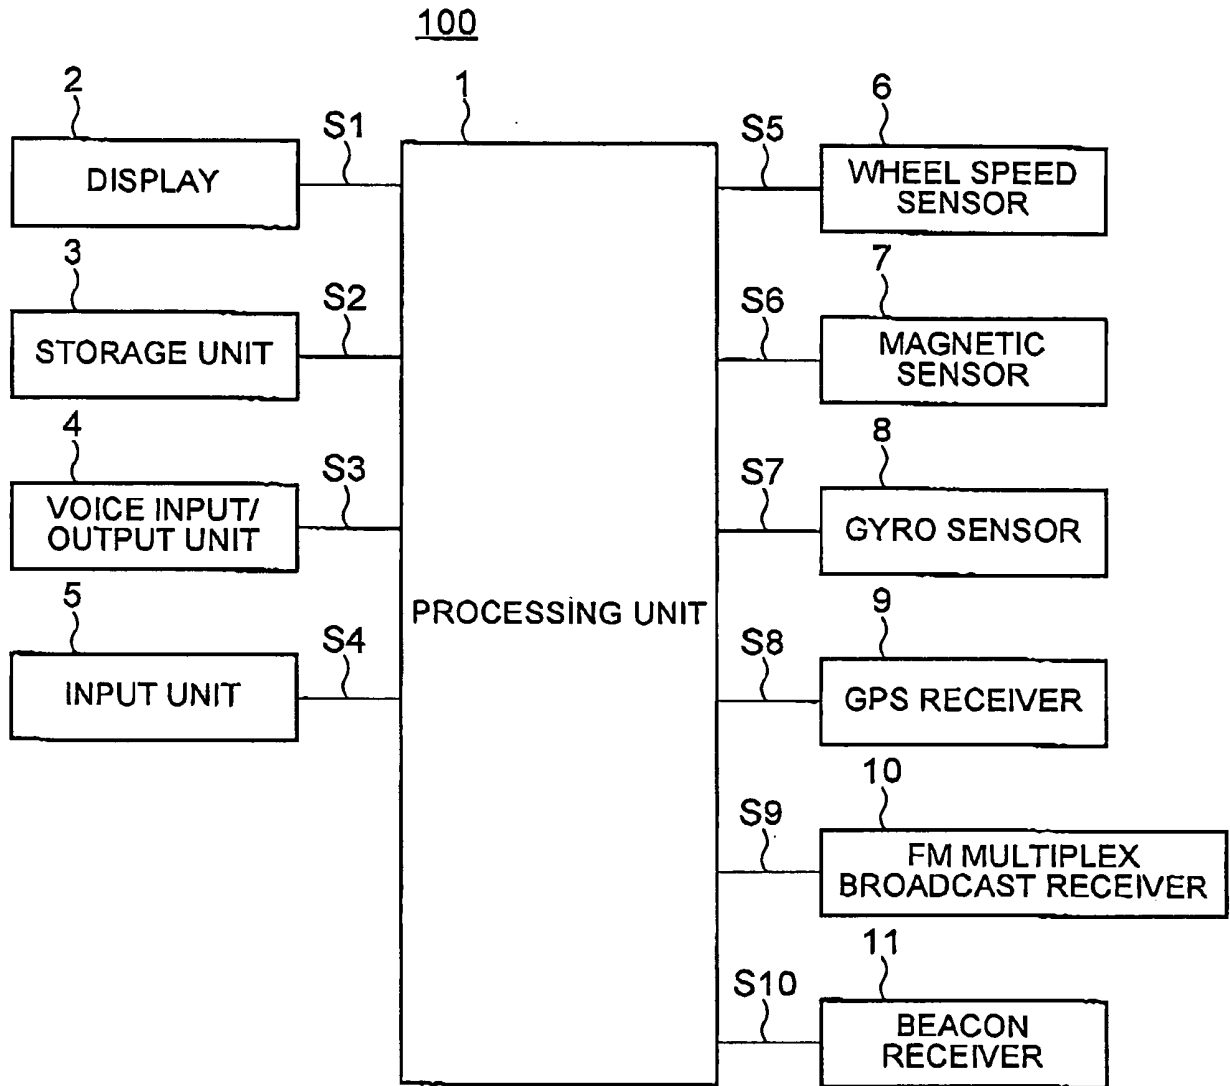 100
2
S1
DISPLAY
3
S2
STORAGE UNIT
4
S3
VOICE INPUT/
OUTPUT UNIT
5
S4
INPUT UNIT
1
PROCESSING UNIT
S5
6
WHEEL SPEED
SENSOR
S6
7
MAGNETIC
SENSOR
S7
8
GYRO SENSOR
S8
9
GPS RECEIVER
S9
10
FM MULTIPLEX
BROADCAST RECEIVER
S10
11
BEACON
RECEIVER